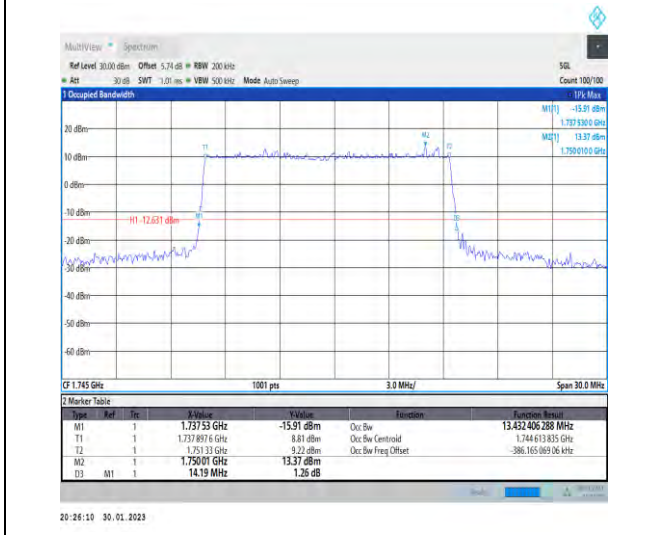 MultiView Spectrum
Ref Level 30.00 dBm Offset 5.74 dB RBW 200 kHz SGL
Att 30 dB SWT 1.01 ms VBW 500 kHz Mode Auto Sweep Count 100/100
1 Occupied Bandwidth 1Pk Max
M1[1] -15.91 dBm
1.737 530 0 GHz
M2[1] 13.37 dBm
1.750 010 0 GHz
20 dBm
M2
T1 T2
10 dBm
0 dBm
-10 dBm
M1 D3
H1 -12.631 dBm
-20 dBm
-30 dBm
-40 dBm
-50 dBm
-60 dBm
CF 1.745 GHz 1001 pts 3.0 MHz/ Span 30.0 MHz
2 Marker Table
Type Ref Trc X-Value Y-Value Function Function Result
M1 1 1.737 53 GHz -15.91 dBm Occ Bw 13.432 406 288 MHz
T1 1 1.737 897 6 GHz 8.81 dBm Occ Bw Centroid 1.744 613 835 GHz
T2 1 1.751 33 GHz 9.22 dBm Occ Bw Freq Offset -386.165 069 06 kHz
M2 1 1.750 01 GHz 13.37 dBm
D3 M1 1 14.19 MHz 1.26 dB
20:26:10 30.01.2023